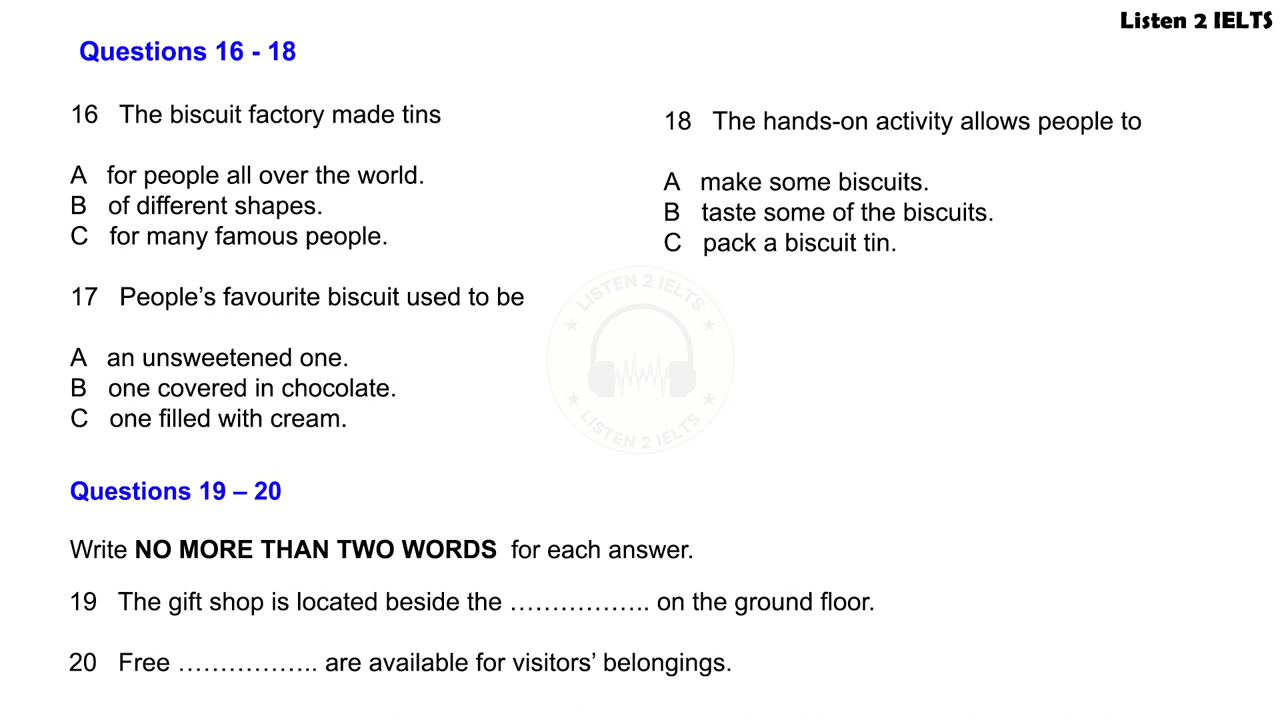 Listen 2 IELTS
Questions 16 - 18
16 The biscuit factory made tins
A for people all over the world.
B of different shapes.
C for many famous people.
17 People's favourite biscuit used to be
A an unsweetened one.
B one covered in chocolate.
C one filled with cream.
18 The hands-on activity allows people to
A make some biscuits.
B taste some of the biscuits.
C pack a biscuit tin.
LISTEN 2 IELTS
LISTEN 2 IELTS
Questions 19 – 20
Write NO MORE THAN TWO WORDS for each answer.
19 The gift shop is located beside the …………….. on the ground floor.
20 Free …………….. are available for visitors' belongings.